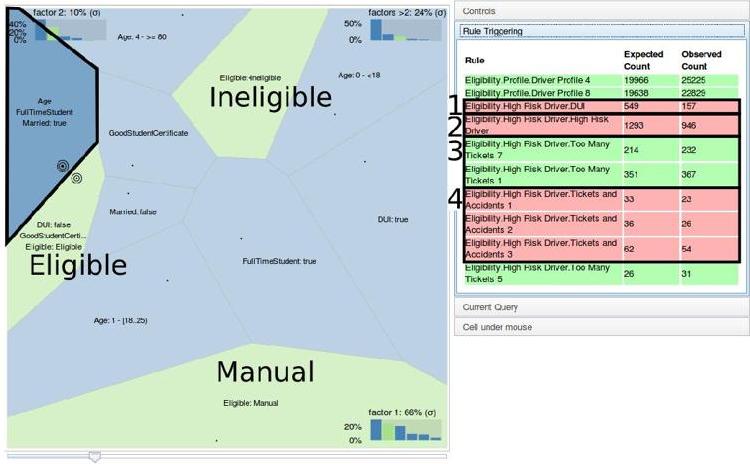 factor 2: 10% (σ)
40%
20%
0%
Age: 4 - >= 60
factors >2: 24% (σ)
50%
0%
Eligible: Ineligible
Ineligible
Age: 0 - <18
Age
FullTimeStudent
Married: true
GoodStudentCertificate
Married: false
DUI: true
DUI: false
GoodStudentCerti...
Eligible: Eligible
Eligible
FullTimeStudent: true
Age: 1 - [18..25)
Manual
Eligible: Manual
factor 1: 66% (σ)
20%
0%
Controls
Rule Triggering
Rule Expected Count Observed Count
Eligibility.Profile.Driver Profile 4 19966 25225
Eligibility.Profile.Driver Profile 8 19638 22829
1 Eligibility.High Risk Driver.DUI 549 157
2 Eligibility.High Risk Driver.High Risk
Driver 1293 946
3 Eligibility.High Risk Driver.Too Many
Tickets 7 214 232
Eligibility.High Risk Driver.Too Many
Tickets 1 351 367
4 Eligibility.High Risk Driver.Tickets and
Accidents 1 33 23
Eligibility.High Risk Driver.Tickets and
Accidents 2 36 26
Eligibility.High Risk Driver.Tickets and
Accidents 3 62 54
Eligibility.High Risk Driver.Too Many
Tickets 5 26 31
Current Query
Cell under mouse